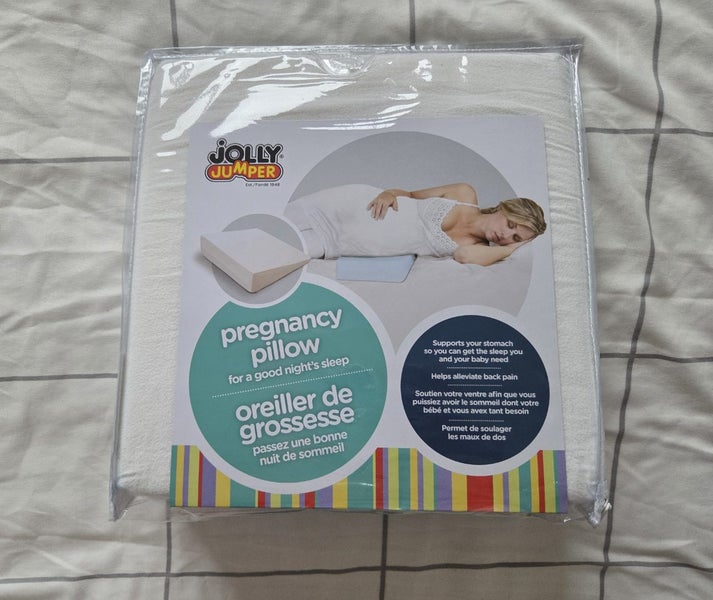 JOLLY
JUMPER
Est./Fondé 1948
pregnancy
pillow
for a good night's sleep
oreiller de
grossesse
passez une bonne
nuit de sommeil
Supports your stomach
so you can get the sleep you
and your baby need
Helps alleviate back pain
Soutien votre ventre afin que vous
puissiez avoir le sommeil dont votre
bébé et vous avex tant besoin
Permet de soulager
les maux de dos